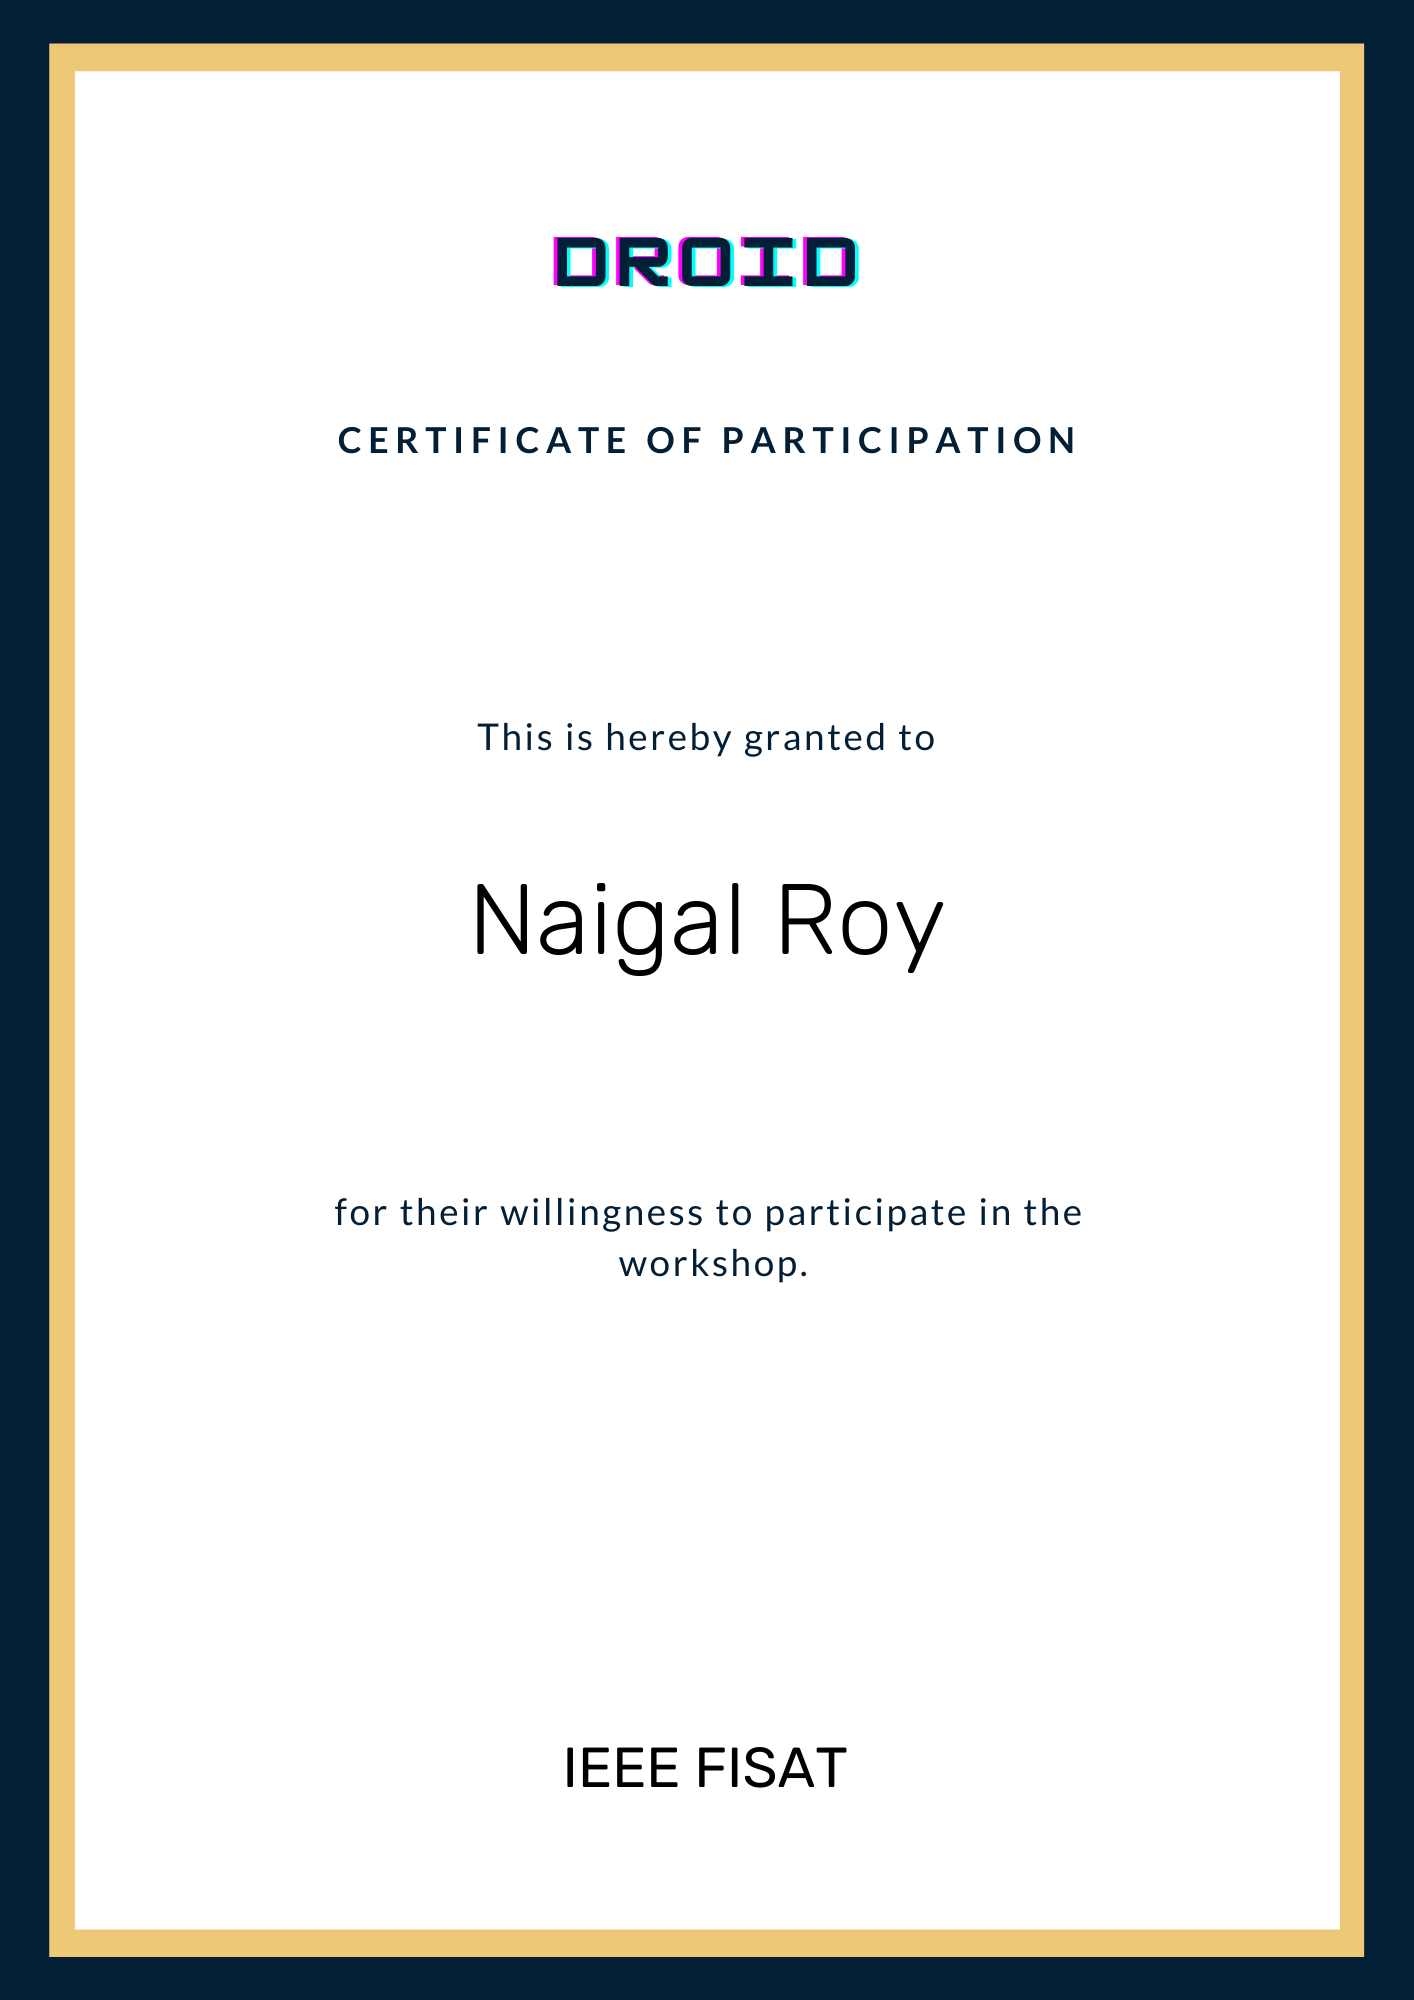 DROID
CERTIFICATE OF PARTICIPATION
This is hereby granted to
Naigal Roy
for their willingness to participate in the
workshop.
IEEE FISAT